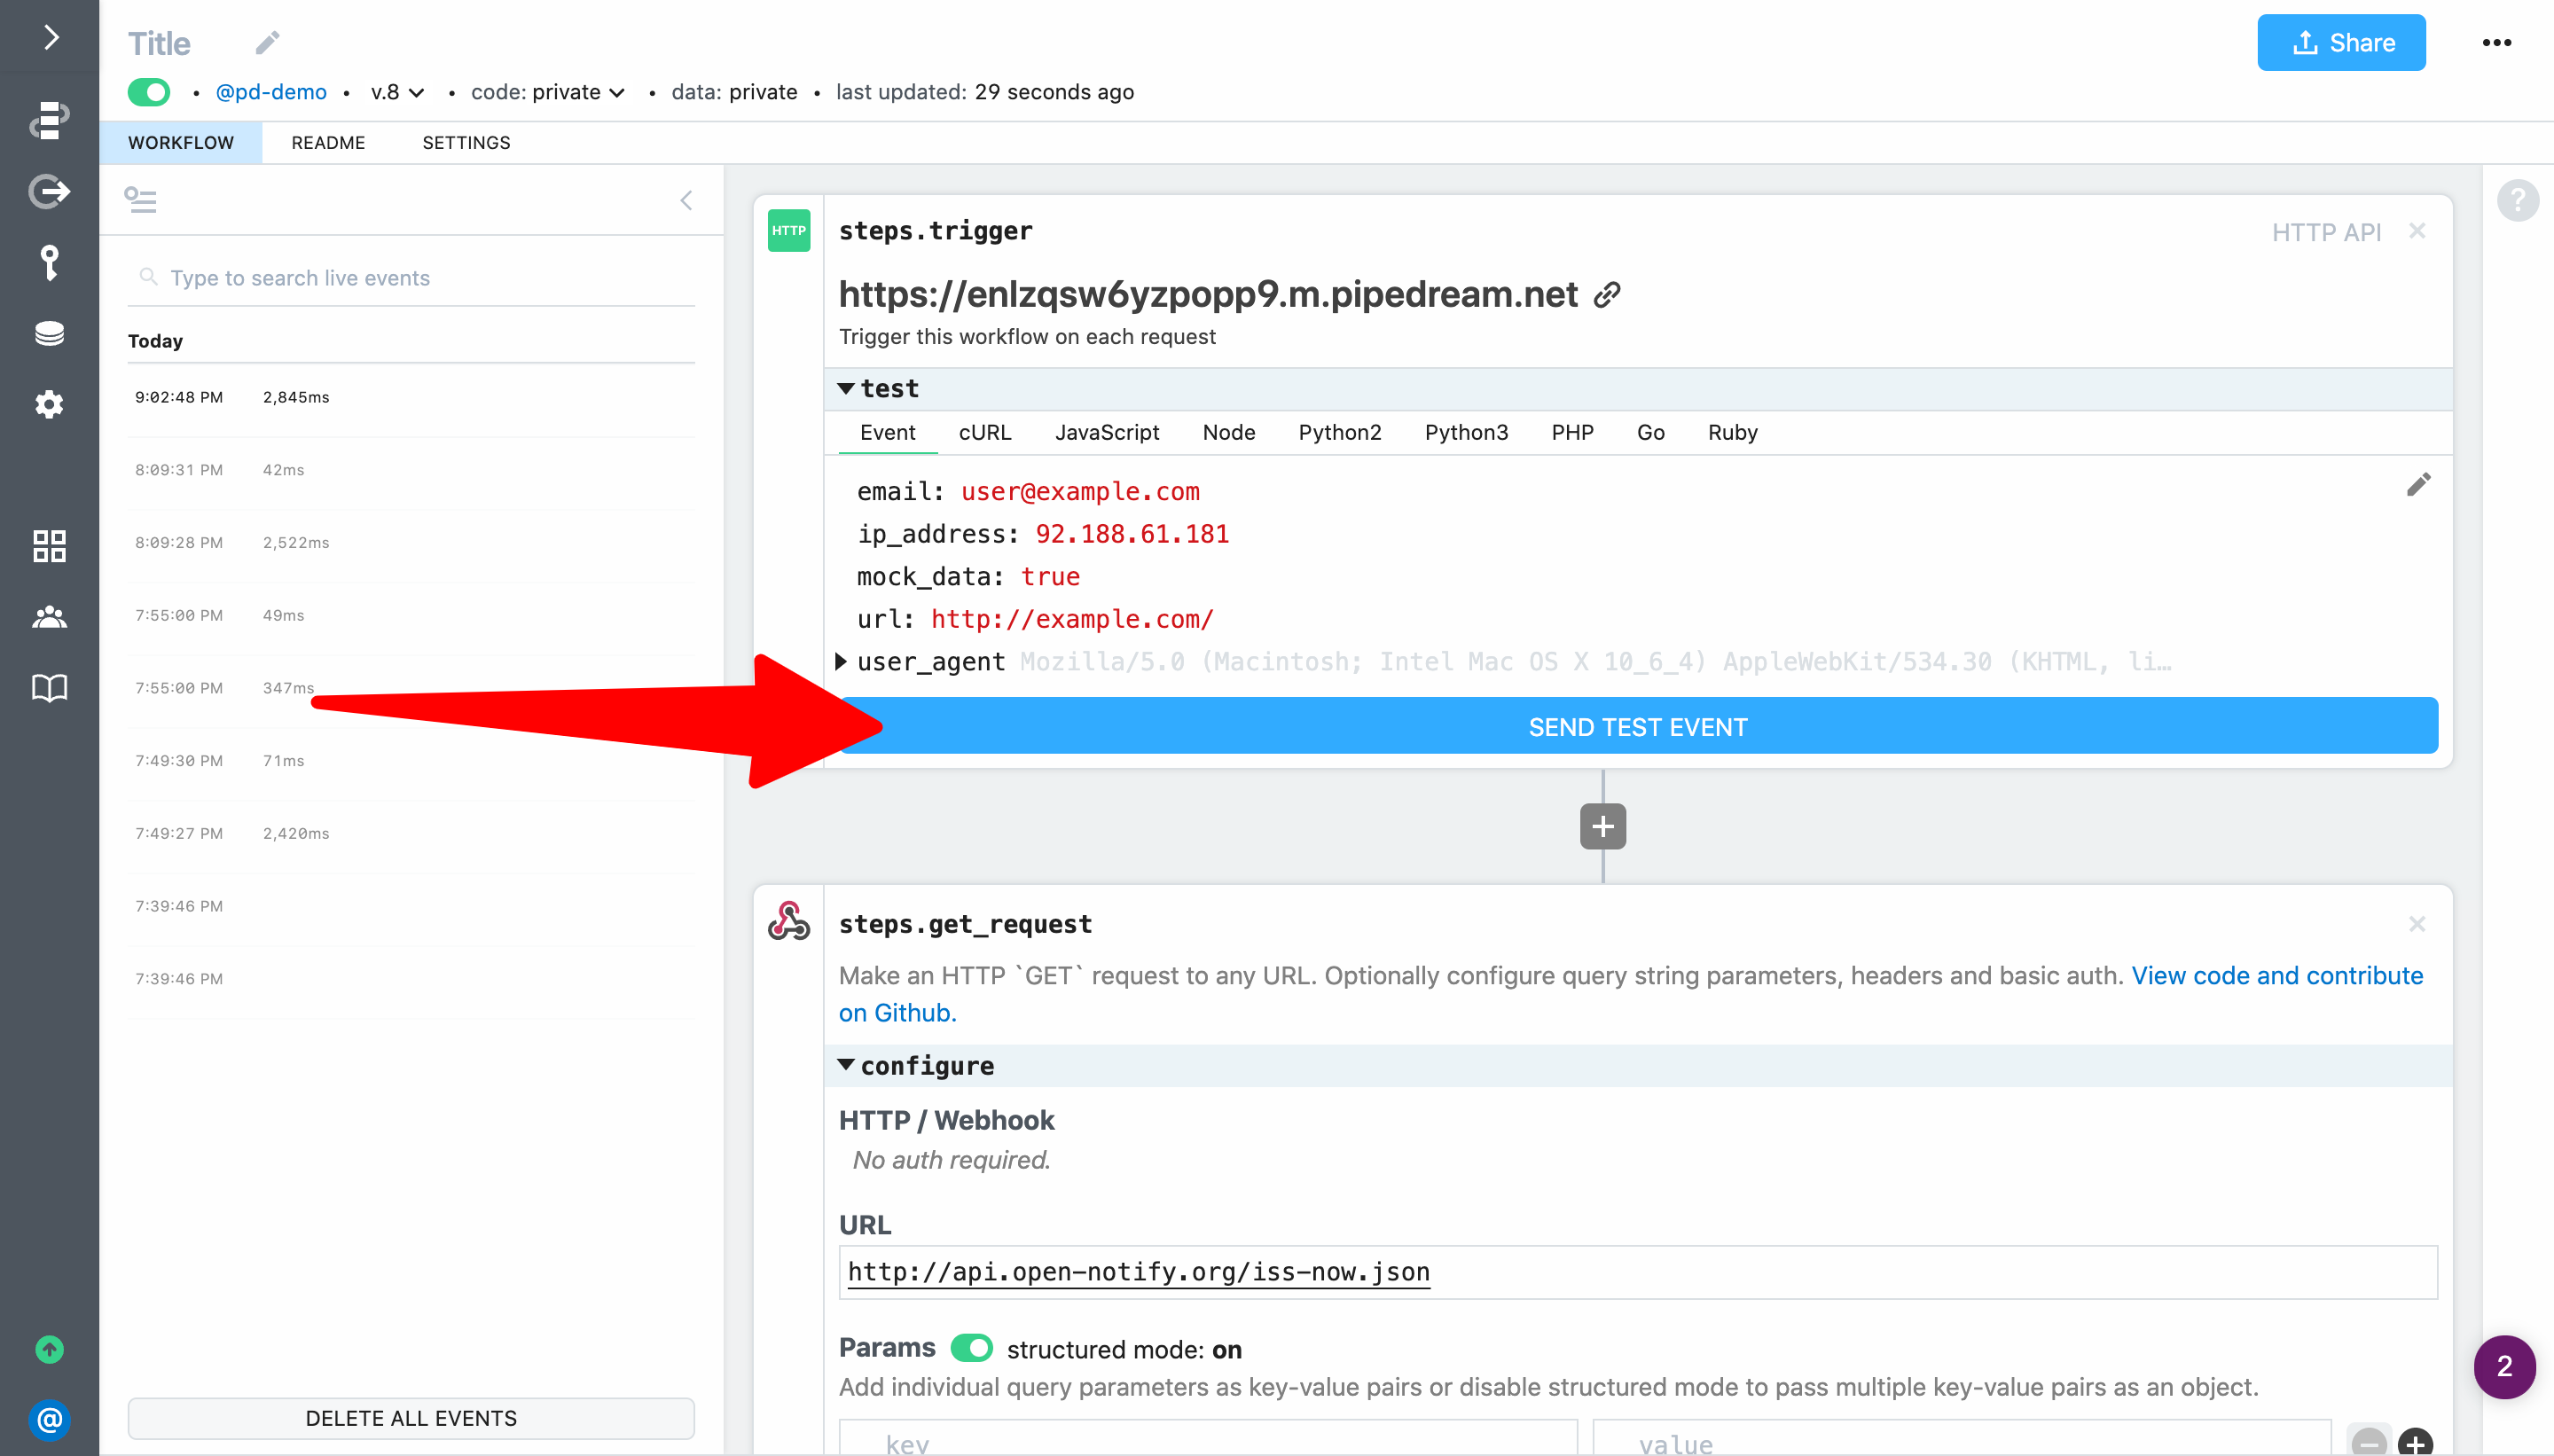 Title
Share
•••
• @pd-demo • v.8 • code: private • data: private • last updated: 29 seconds ago
WORKFLOW README SETTINGS
Type to search live events
Today
9:02:48 PM 2,845ms
8:09:31 PM 42ms
8:09:28 PM 2,522ms
7:55:00 PM 49ms
7:55:00 PM 347ms
7:49:30 PM 71ms
7:49:27 PM 2,420ms
7:39:46 PM
7:39:46 PM
DELETE ALL EVENTS
@
HTTP
steps.trigger
HTTP API
https://enlzqsw6yzpopp9.m.pipedream.net
Trigger this workflow on each request
test
Event cURL JavaScript Node Python2 Python3 PHP Go Ruby
email: user@example.com
ip_address: 92.188.61.181
mock_data: true
url: http://example.com/
user_agent Mozilla/5.0 (Macintosh; Intel Mac OS X 10_6_4) AppleWebKit/534.30 (KHTML, li…
SEND TEST EVENT
+
steps.get_request
Make an HTTP `GET` request to any URL. Optionally configure query string parameters, headers and basic auth. View code and contribute
on Github.
configure
HTTP / Webhook
No auth required.
URL
http://api.open-notify.org/iss-now.json
Params structured mode: on
Add individual query parameters as key-value pairs or disable structured mode to pass multiple key-value pairs as an object.
key value
?
2